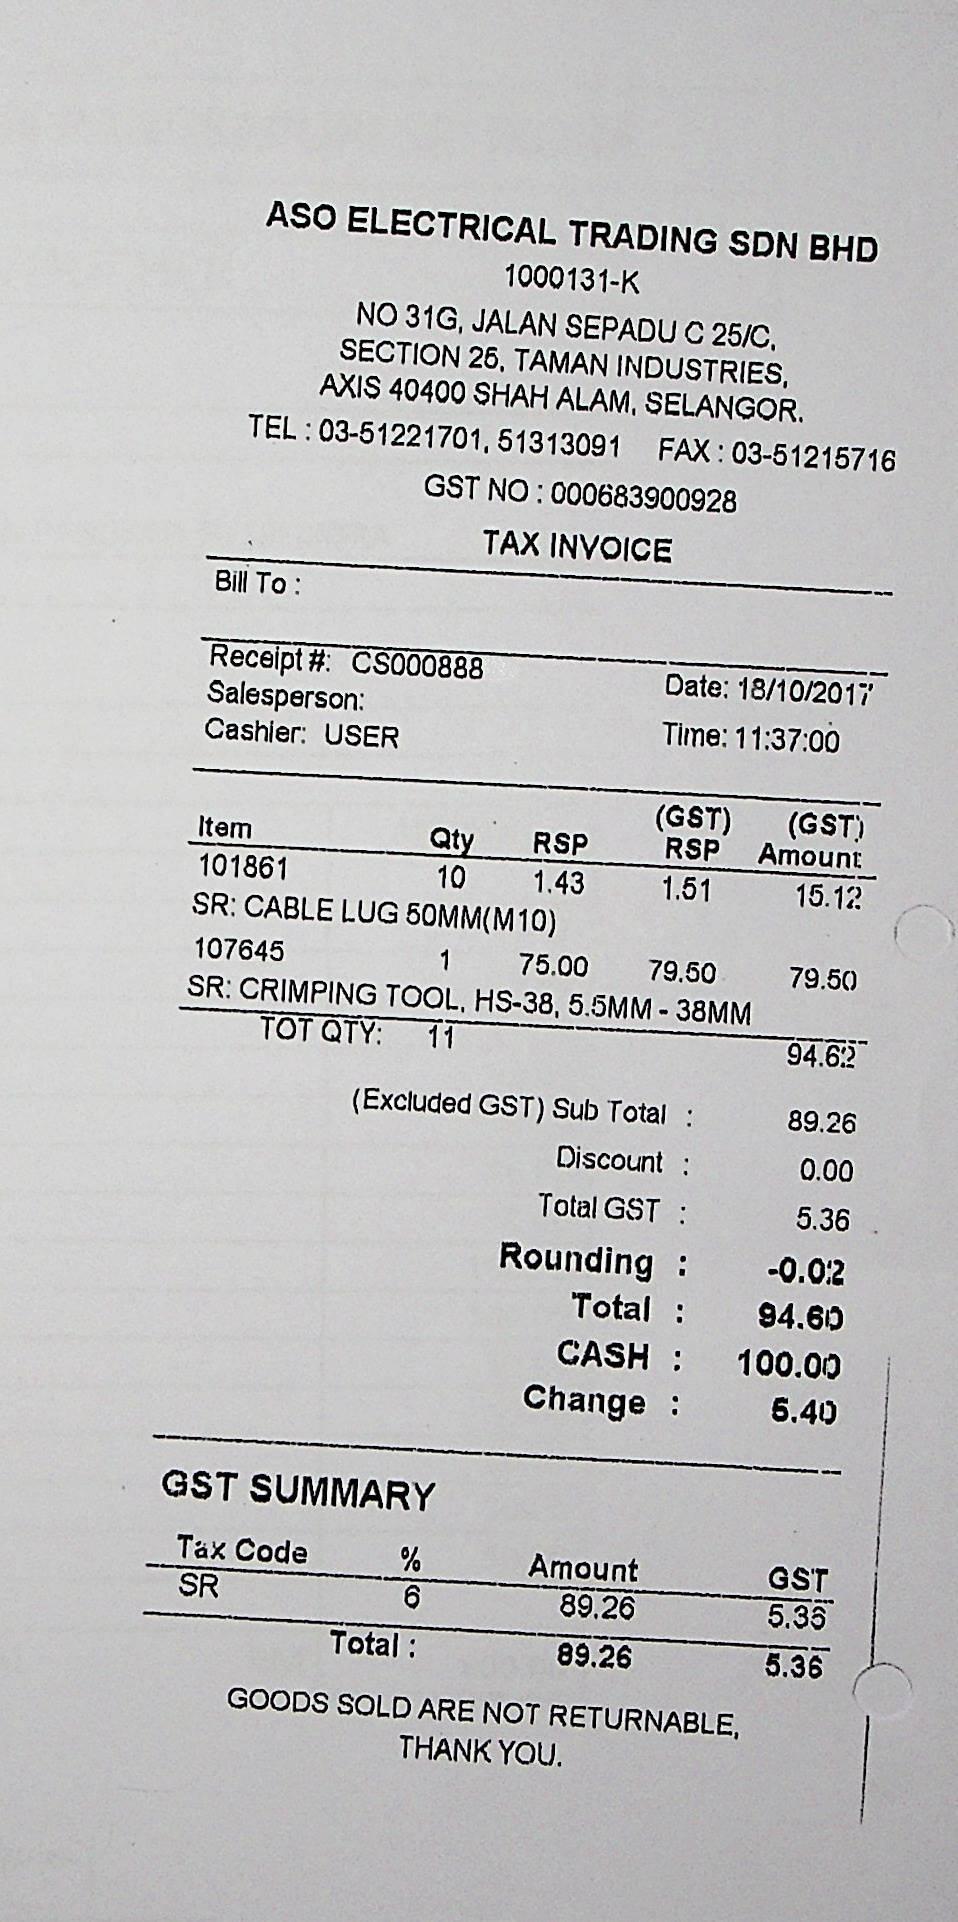 ASO ELECTRICAL TRADING SDN BHD
1000131-K
NO 31G, JALAN SEPADU C 25/C,
SECTION 25, TAMAN INDUSTRIES,
AXIS 40400 SHAH ALAM, SELANGOR.
TEL : 03-51221701, 51313091 FAX : 03-51215716
GST NO : 000683900928
TAX INVOICE
Bill To :
Receipt #: CS000888
Date: 18/10/2017
Salesperson:
Cashier: USER
Time: 11:37:00
Item Qty RSP (GST) RSP (GST) Amount
101861 10 1.43 1.51 15.12
SR: CABLE LUG 50MM(M10)
107645 1 75.00 79.50 79.50
SR: CRIMPING TOOL, HS-38, 5.5MM - 38MM
TOT QTY: 11 94.62
(Excluded GST) Sub Total : 89.26
Discount : 0.00
Total GST : 5.36
Rounding : -0.02
Total : 94.60
CASH : 100.00
Change : 5.40
GST SUMMARY
Tax Code % Amount GST
SR 6 89.26 5.36
Total : 89.26 5.36
GOODS SOLD ARE NOT RETURNABLE,
THANK YOU.